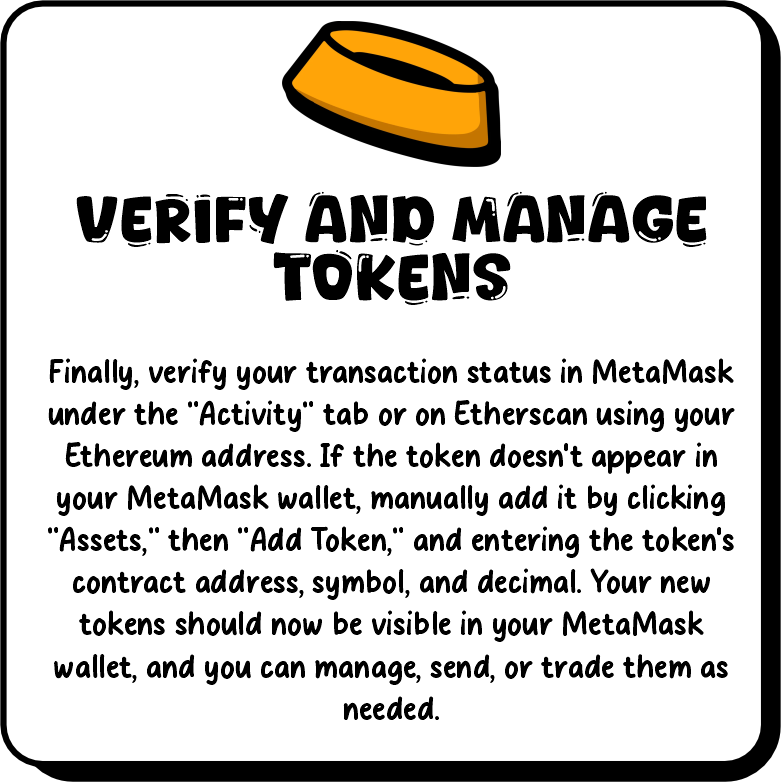 VERIFY AND MANAGE
TOKENS
Finally, verify your transaction status in MetaMask
under the "Activity" tab or on Etherscan using your
Ethereum address. If the token doesn't appear in
your MetaMask wallet, manually add it by clicking
"Assets," then "Add Token," and entering the token's
contract address, symbol, and decimal. Your new
tokens should now be visible in your MetaMask
wallet, and you can manage, send, or trade them as
needed.